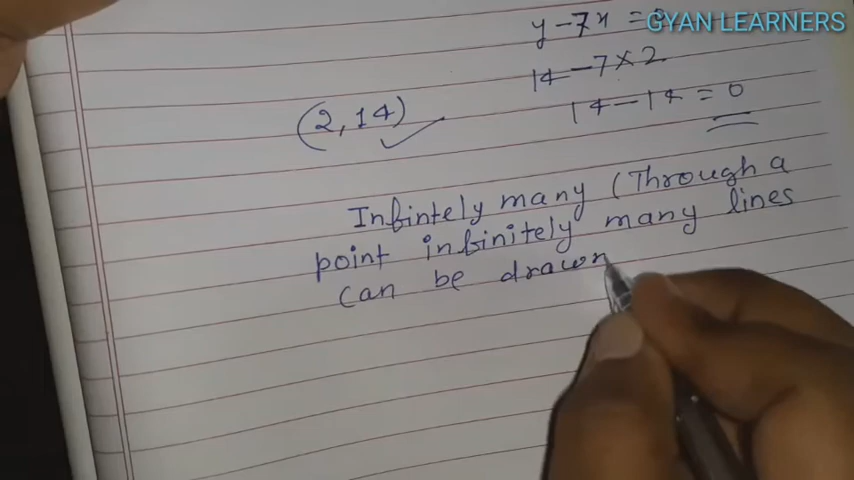 GYAN LEARNERS
y - 7x =
14 - 7 × 2
14 - 14 = 0
(2, 14)
Infintely many (Through a
point infinitely many lines
can be drawn